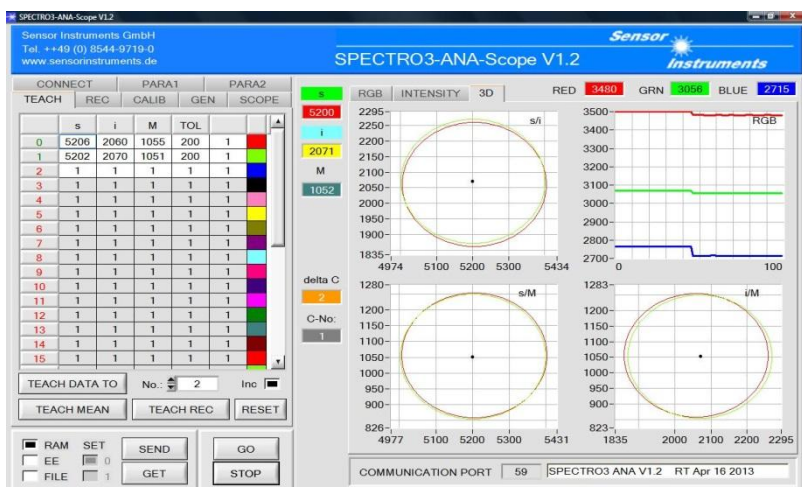 SPECTRO3-ANA-Scope V1.2
Sensor Instruments GmbH
Tel. ++49 (0) 8544-9719-0
www.sensorinstruments.de
SPECTRO3-ANA-Scope V1.2
Sensor
Instruments
CONNECT PARA1 PARA2
TEACH REC CALIB GEN SCOPE
s i M TOL
0 5206 2060 1055 200 1
1 5202 2070 1051 200 1
2 1 1 1 1 1
3 1 1 1 1 1
4 1 1 1 1 1
5 1 1 1 1 1
6 1 1 1 1 1
7 1 1 1 1 1
8 1 1 1 1 1
9 1 1 1 1 1
10 1 1 1 1 1
11 1 1 1 1 1
12 1 1 1 1 1
13 1 1 1 1 1
14 1 1 1 1 1
15 1 1 1 1 1
TEACH DATA TO No.: 2 Inc
TEACH MEAN TEACH REC RESET
RAM SET
EE 0
FILE 1
SEND GO
GET STOP
s
5200
i
2071
M
1052
delta C
2
C-No:
1
RGB INTENSITY 3D RED 3480 GRN 3056 BLUE 2715
s/i
2295
2250
2200
2150
2100
2050
2000
1950
1900
1835
4974 5100 5200 5300 5434
RGB
3500
3400
3300
3200
3100
3000
2900
2800
2700
0 100
s/M
1280
1200
1150
1100
1050
1000
950
900
826
4977 5100 5200 5300 5431
i/M
1283
1200
1150
1100
1050
1000
950
900
823
1835 2000 2100 2200 2295
COMMUNICATION PORT 59 SPECTRO3 ANA V1.2 RT Apr 16 2013